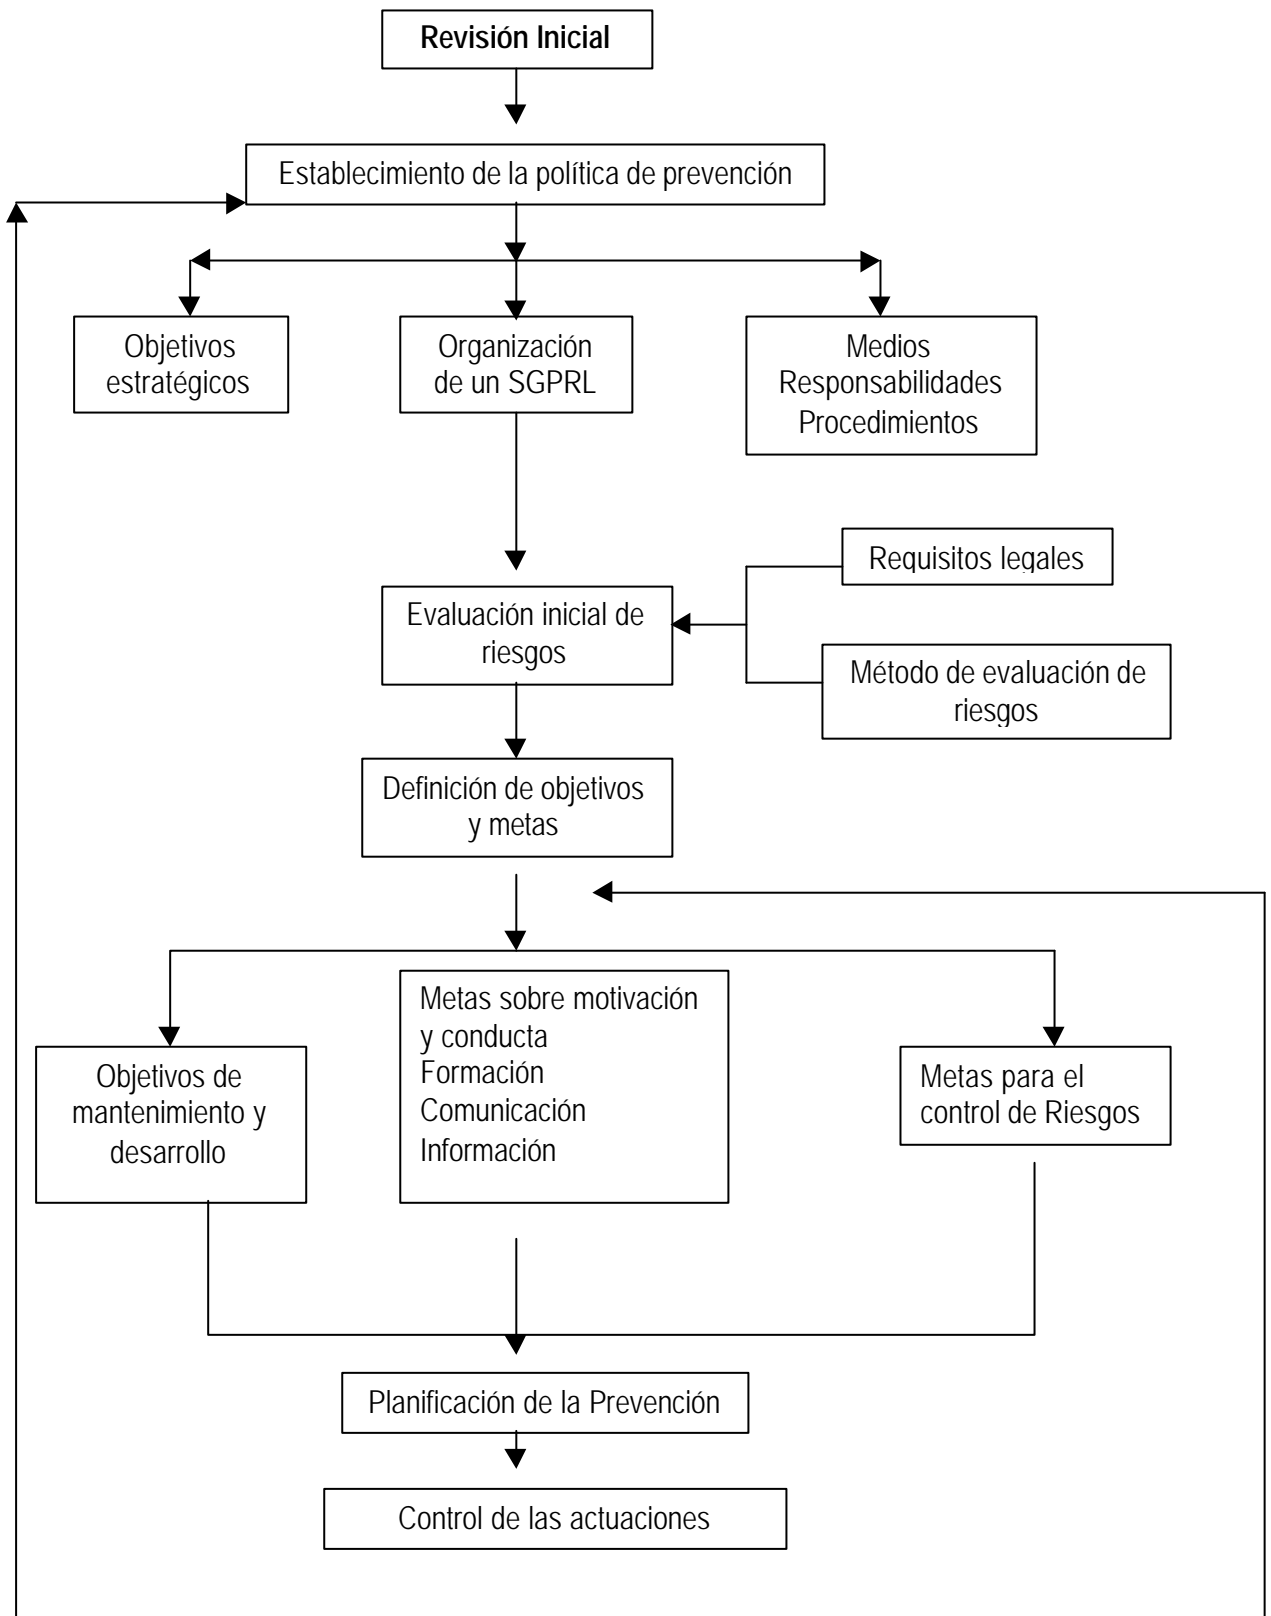 Revisión Inicial
Establecimiento de la política de prevención
Objetivos
estratégicos
Organización
de un SGPRL
Medios
Responsabilidades
Procedimientos
Requisitos legales
Evaluación inicial de
riesgos
Método de evaluación de
riesgos
Definición de objetivos
y metas
Objetivos de
mantenimiento y
desarrollo
Metas sobre motivación
y conducta
Formación
Comunicación
Información
Metas para el
control de Riesgos
Planificación de la Prevención
Control de las actuaciones